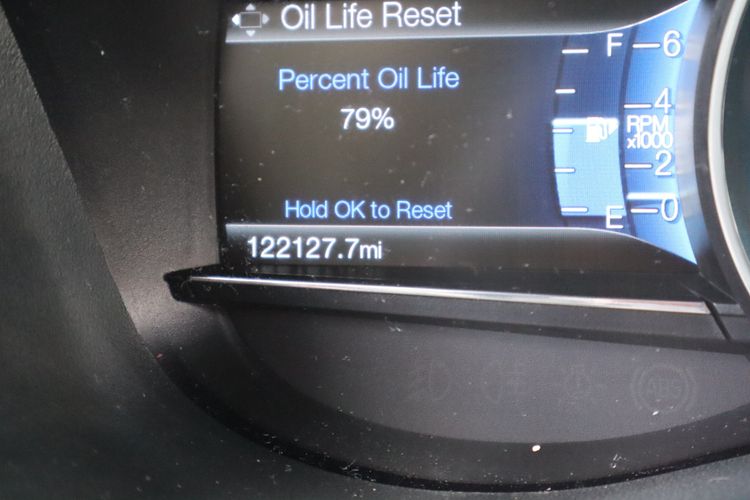 Oil Life Reset
Percent Oil Life
79%
Hold OK to Reset
122127.7mi
F
E
6
4
RPM
x1000
2
0
ABS